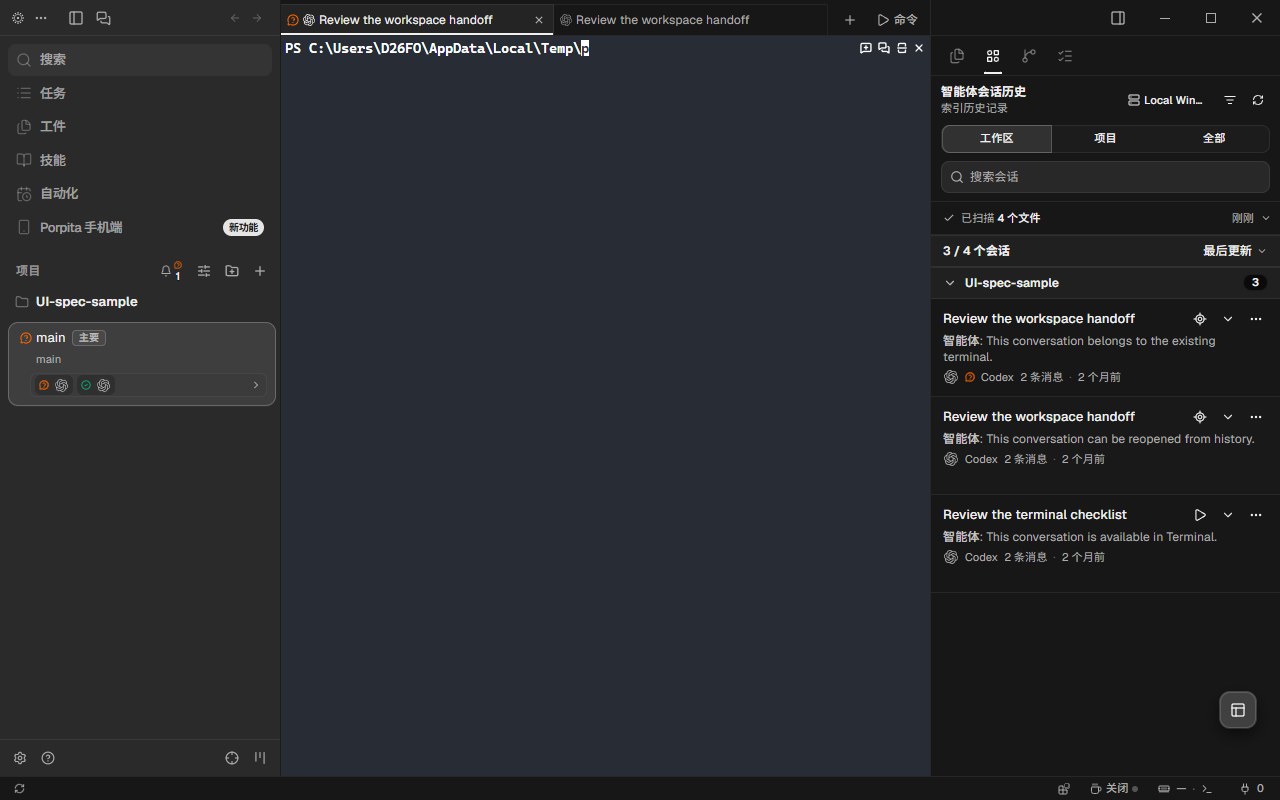 Review the workspace handoff
Review the workspace handoff
命令
搜索
任务
工件
技能
自动化
Porpita 手机端
新功能
项目
1
UI-spec-sample
main
主要
main
PS C:\Users\D26FO\AppData\Local\Temp\p
智能体会话历史
索引历史记录
Local Win...
工作区
项目
全部
搜索会话
已扫描 4 个文件
刚刚
3 / 4 个会话
最后更新
UI-spec-sample
3
Review the workspace handoff
智能体: This conversation belongs to the existing
terminal.
Codex 2 条消息 · 2 个月前
Review the workspace handoff
智能体: This conversation can be reopened from history.
Codex 2 条消息 · 2 个月前
Review the terminal checklist
智能体: This conversation is available in Terminal.
Codex 2 条消息 · 2 个月前
关闭
— ·
0